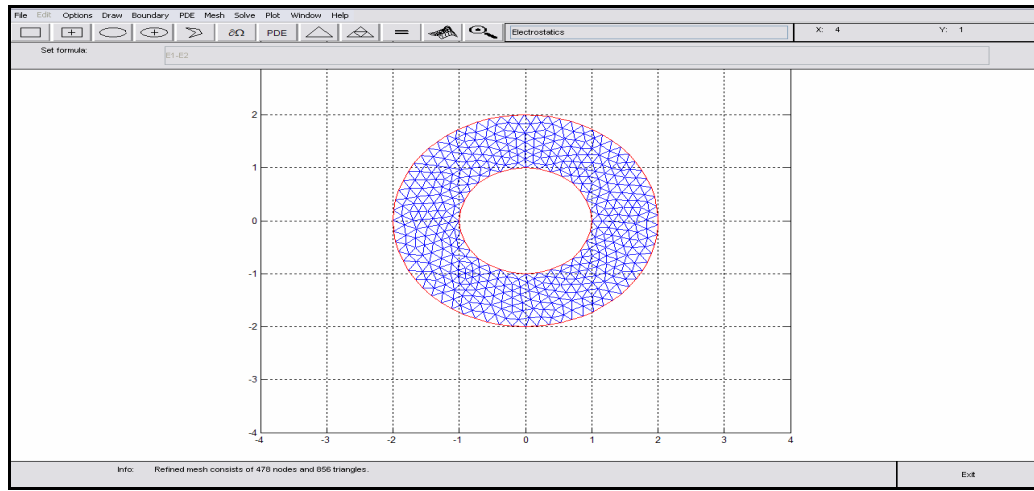 File Edit Options Draw Boundary PDE Mesh Solve Plot Window Help
∂Ω PDE = Electrostatics X: 4 Y: 1
Set formula: E1-E2
2
1
0
-1
-2
-3
-4
-4 -3 -2 -1 0 1 2 3 4
Info: Refined mesh consists of 478 nodes and 856 triangles. Exit